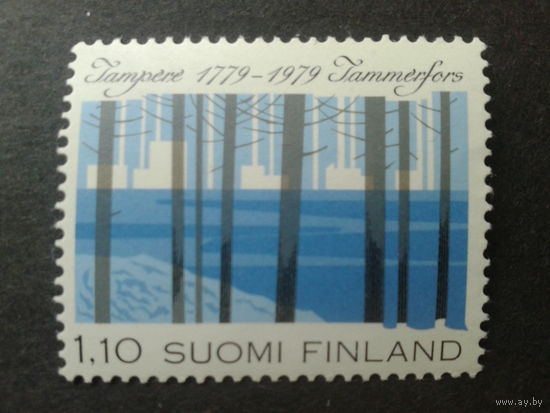 Tampere 1779-1979 Tammerfors
1,10 SUOMI FINLAND
www.ay.by